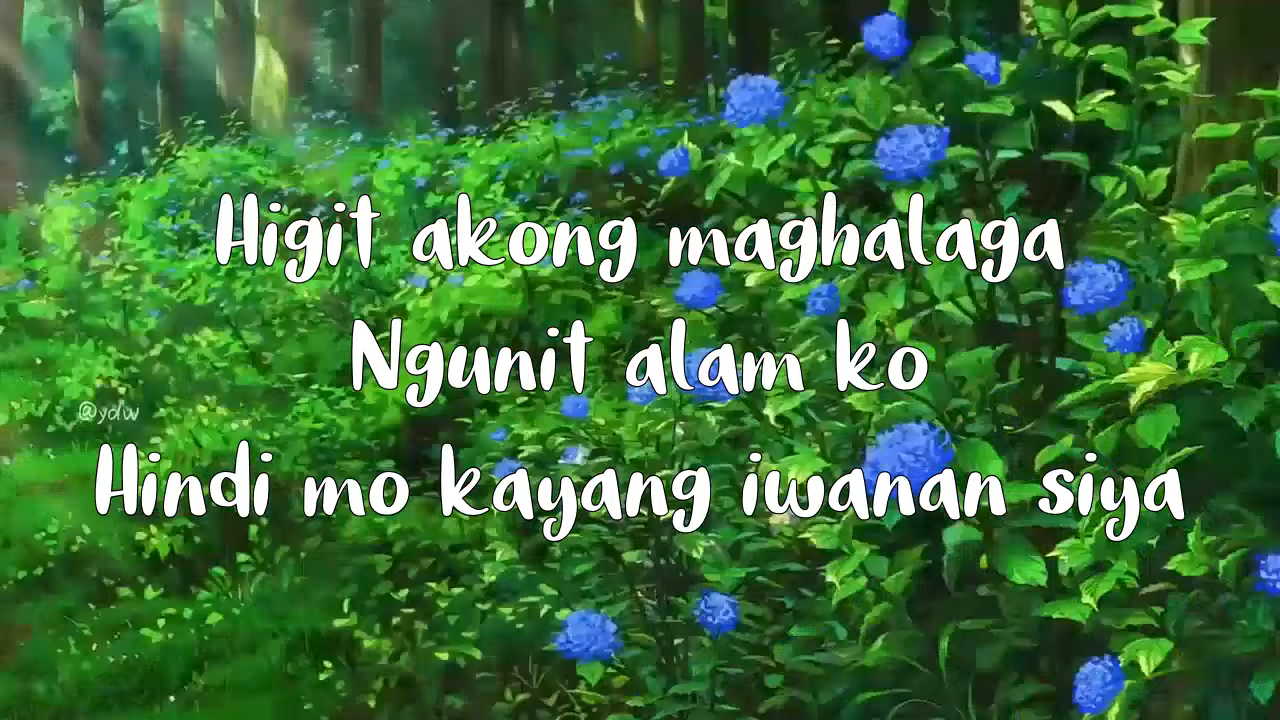 Higit akong maghalaga
Ngunit alam ko
@ydw
Hindi mo kayang iwanan siya